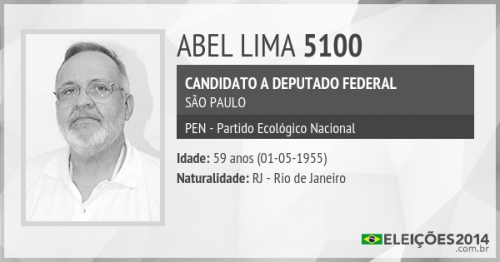 ABEL LIMA 5100
CANDIDATO A DEPUTADO FEDERAL
SÃO PAULO
PEN - Partido Ecológico Nacional
Idade: 59 anos (01-05-1955)
Naturalidade: RJ - Rio de Janeiro
ELEIÇÕES2014
.com.br